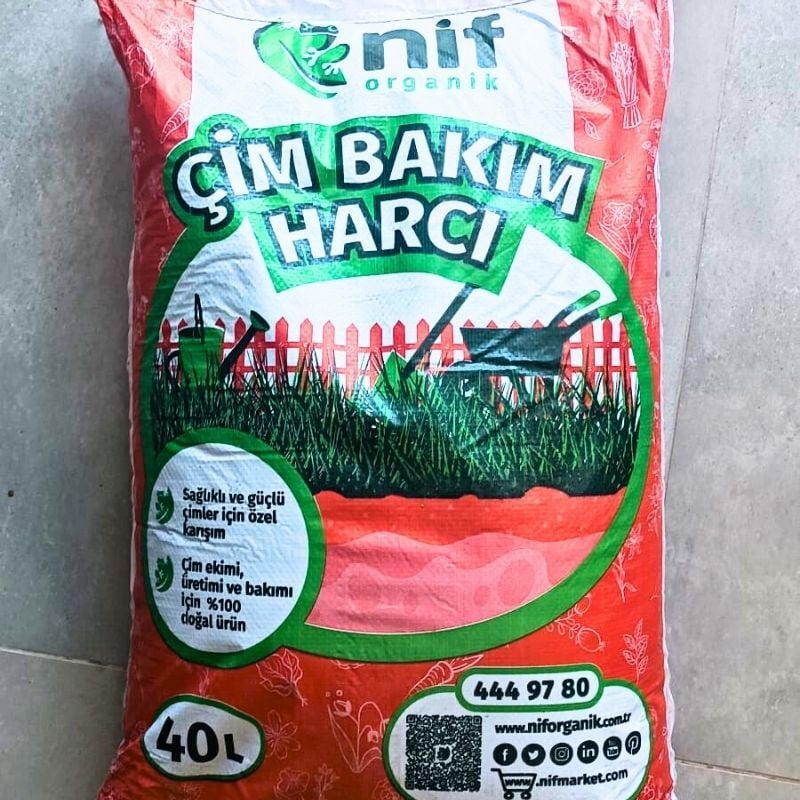 nif
organik
ÇİM BAKIM
HARCI
Sağlıklı ve güçlü
çimler için özel
karışım
Çim ekimi,
üretimi ve bakımı
için %100
doğal ürün
40L
444 97 80
www.niforganik.com.tr
www.nifmarket.com